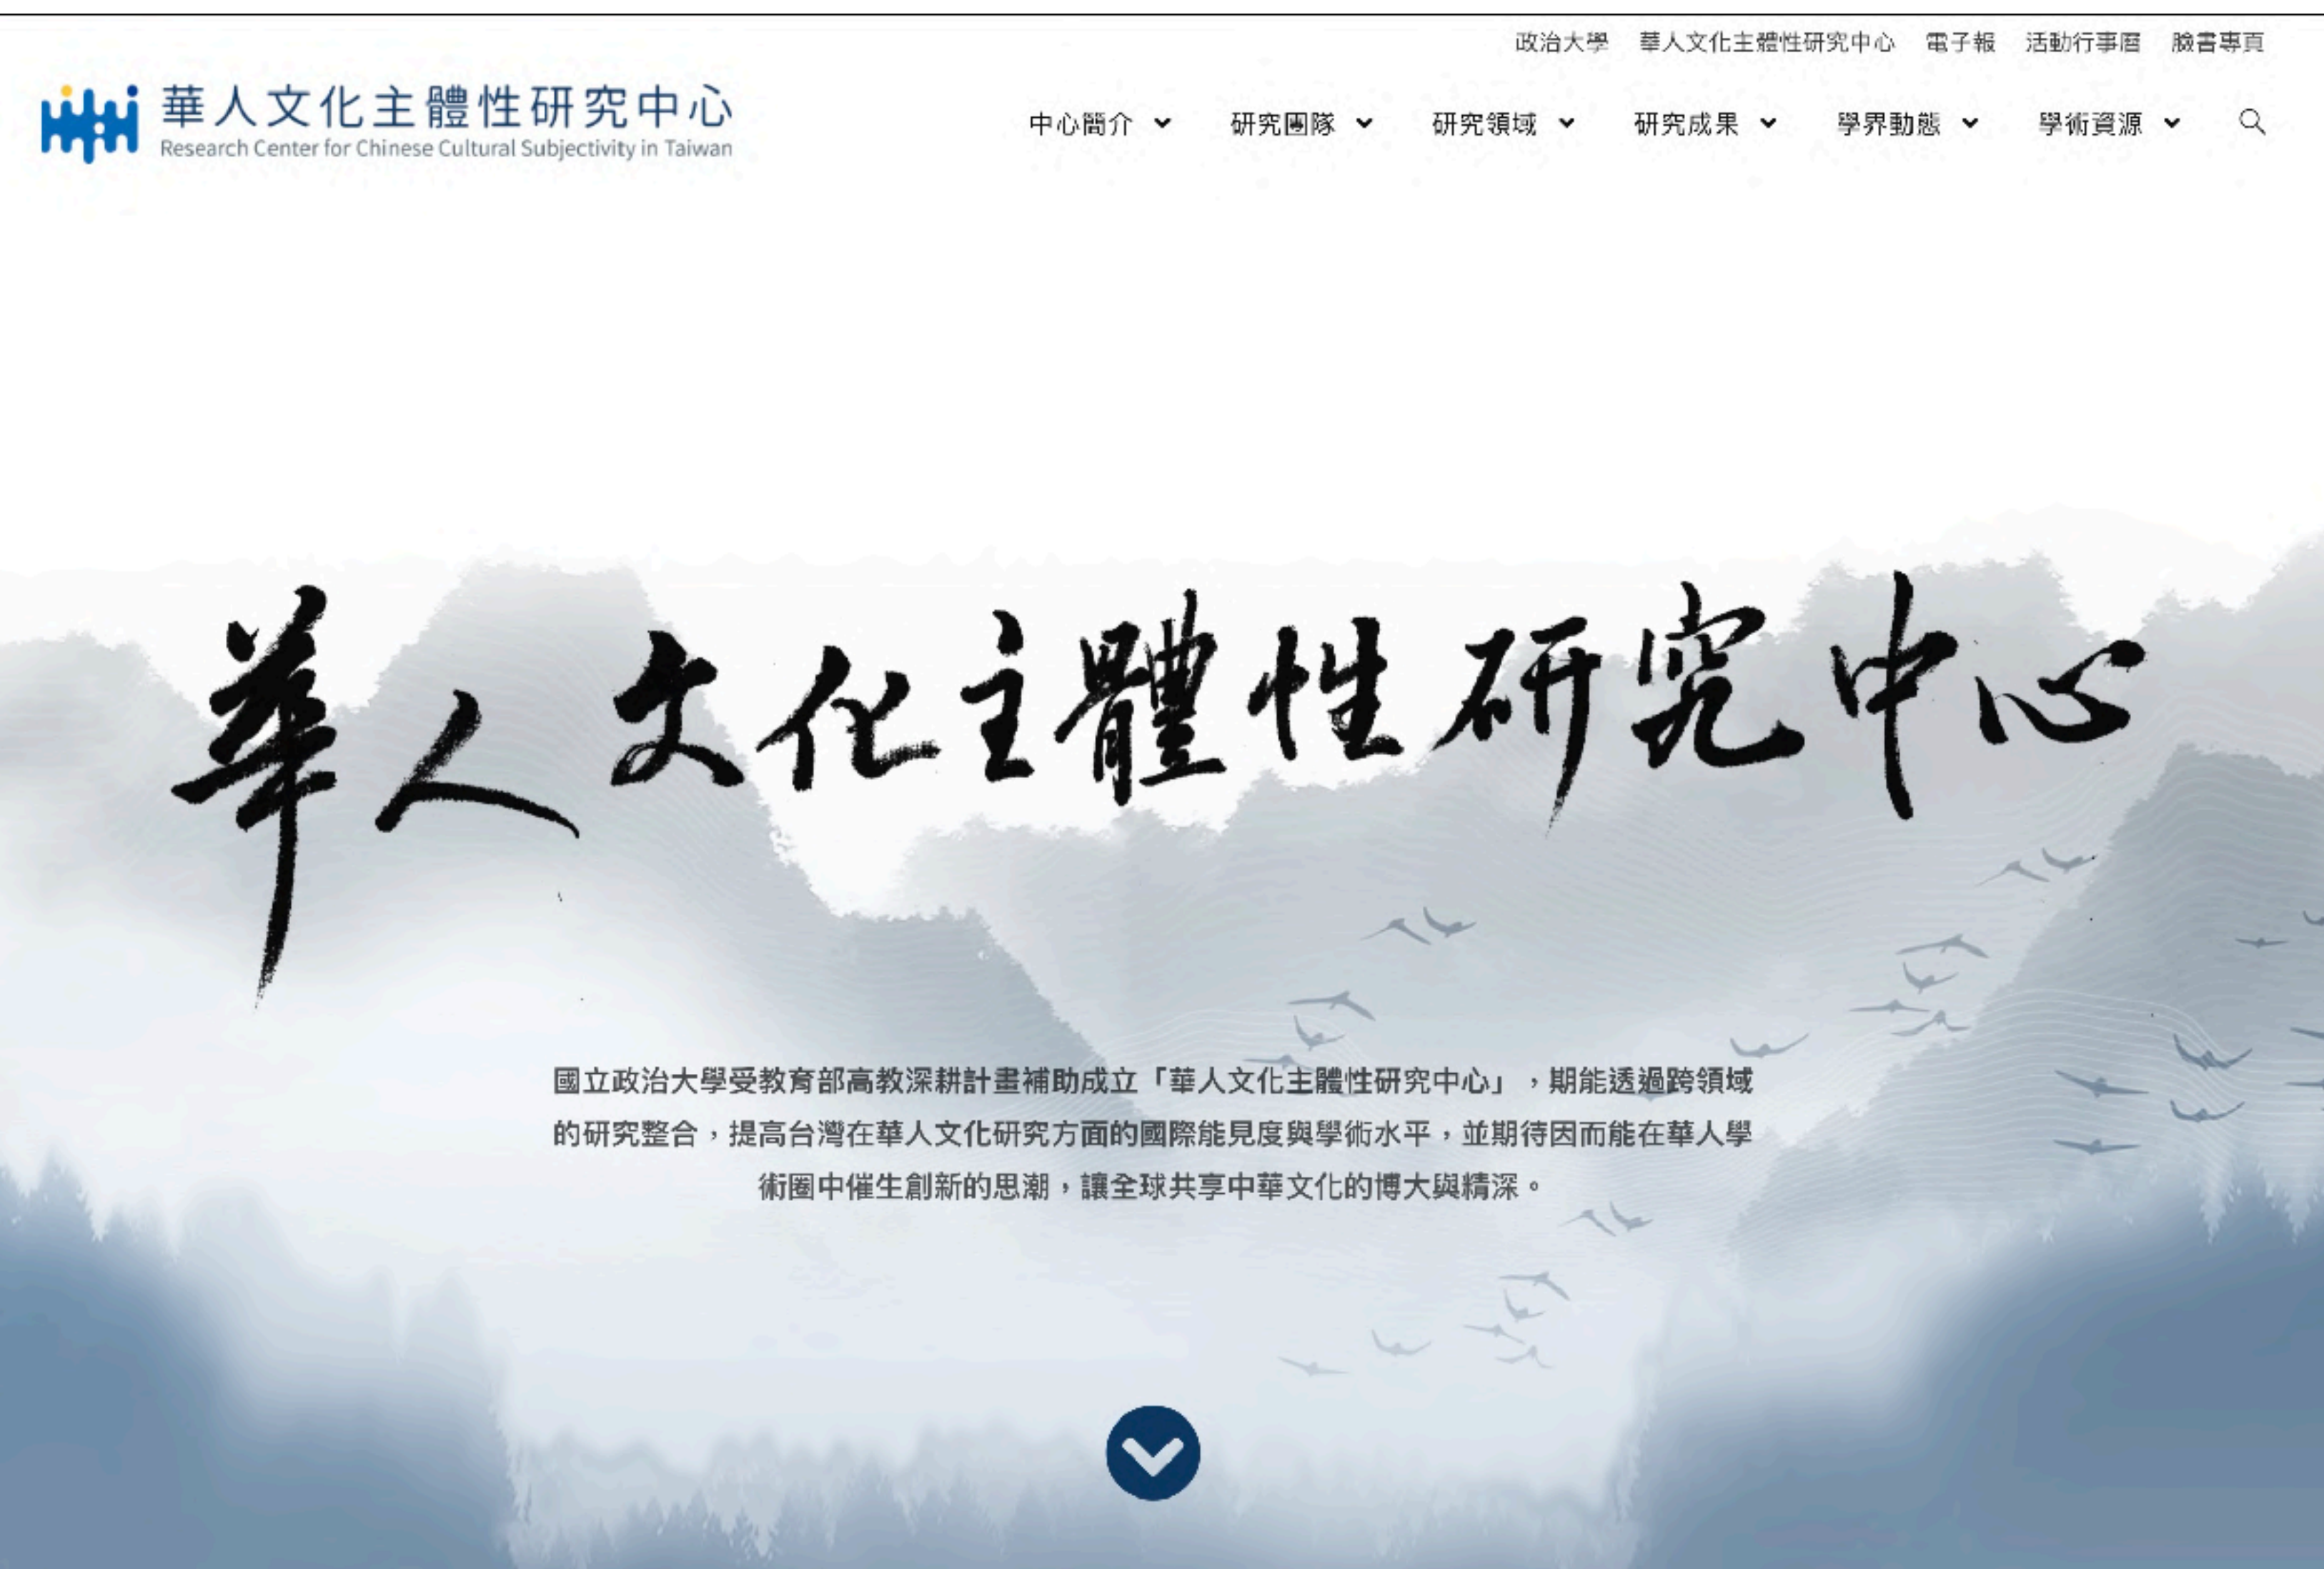 政治大學 華人文化主體性研究中心 電子報 活動行事曆 臉書專頁
華人文化主體性研究中心
Research Center for Chinese Cultural Subjectivity in Taiwan
中心簡介 研究團隊 研究領域 研究成果 學界動態 學術資源
華人文化主體性研究中心
國立政治大學受教育部高教深耕計畫補助成立「華人文化主體性研究中心」，期能透過跨領域
的研究整合，提高台灣在華人文化研究方面的國際能見度與學術水平，並期待因而能在華人學
術圈中催生創新的思潮，讓全球共享中華文化的博大與精深。